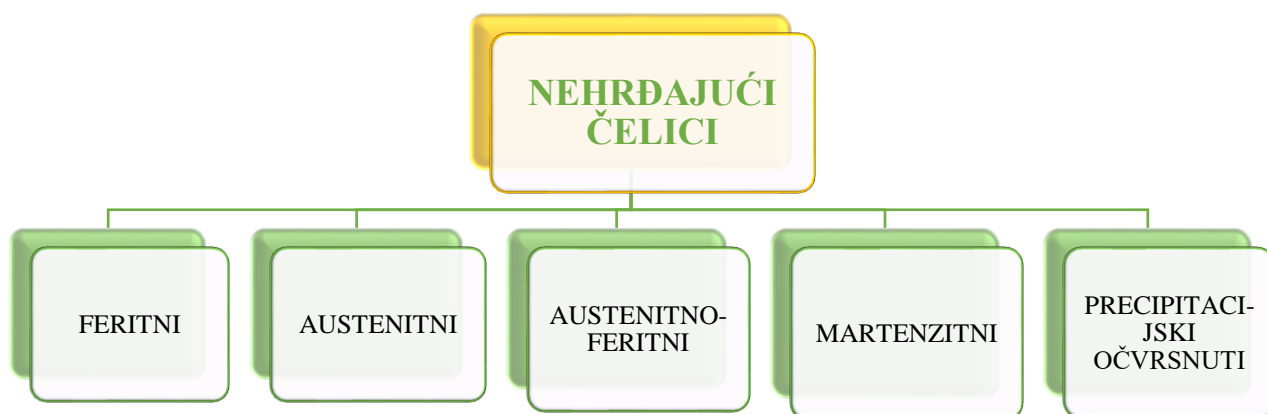 NEHRĐAJUĆI
ČELICI
FERITNI
AUSTENITNI
AUSTENITNO-
FERITNI
MARTENZITNI
PRECIPITACI-
JSKI
OČVRSNUTI